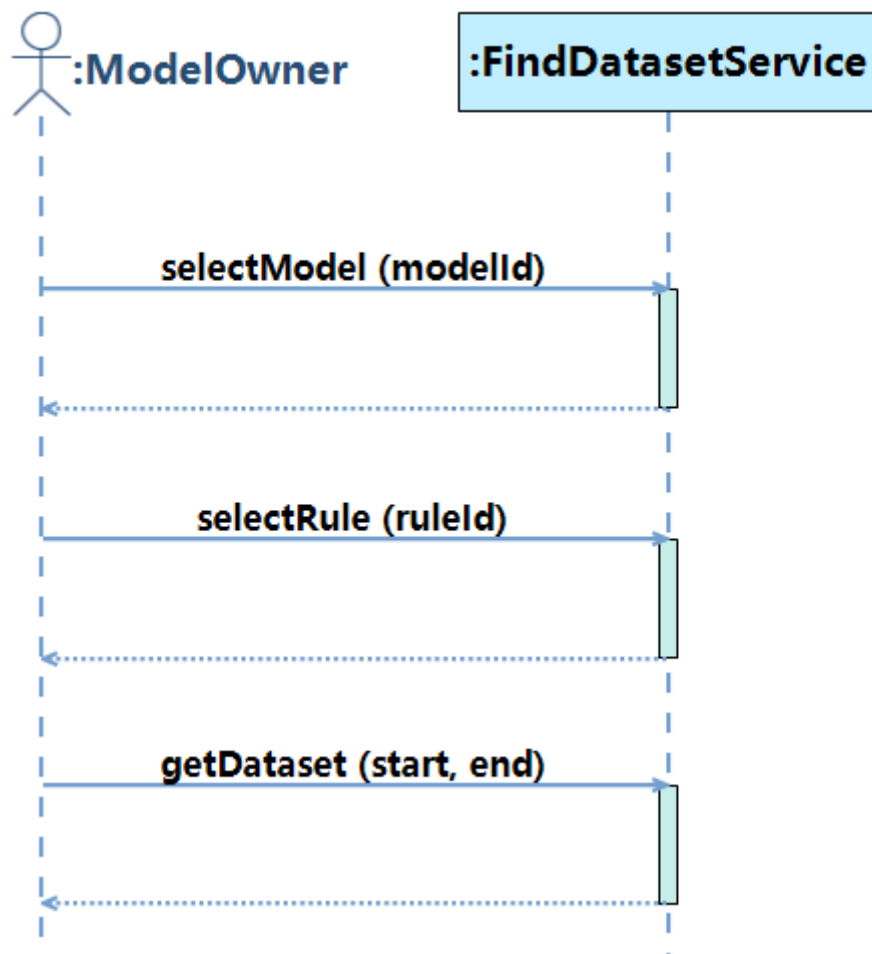 :ModelOwner
:FindDatasetService
selectModel (modelId)
selectRule (ruleId)
getDataset (start, end)